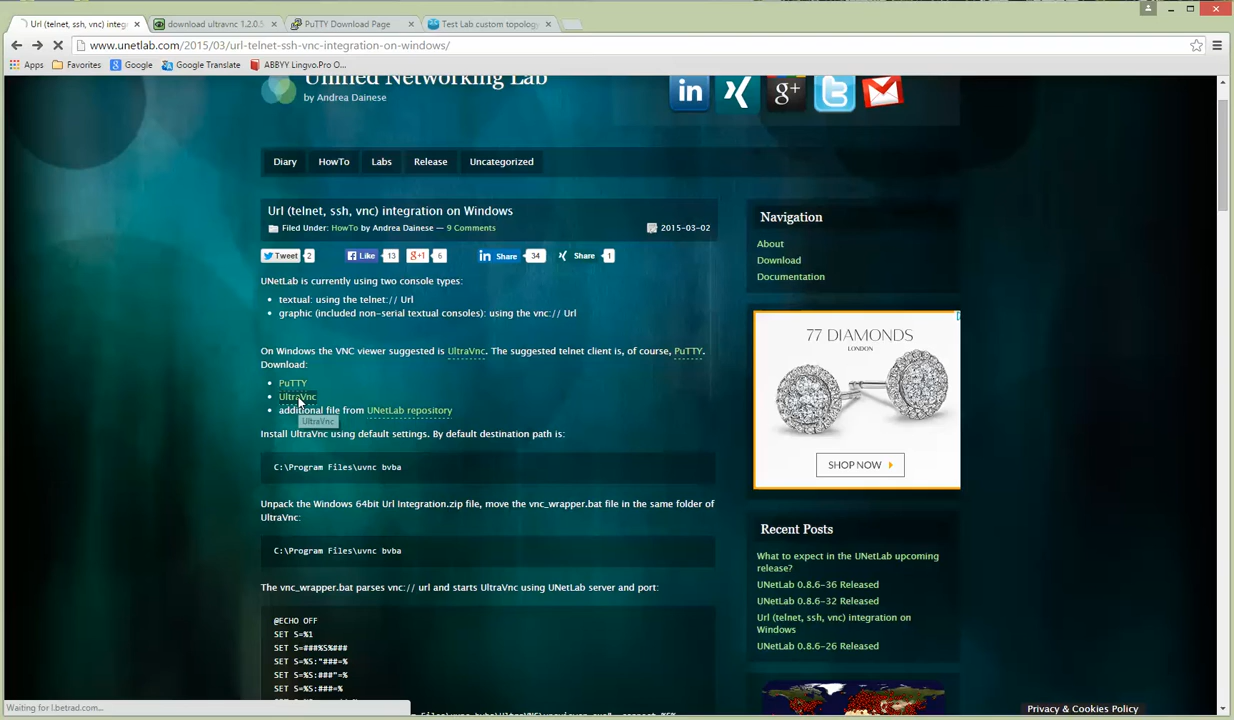 Url (telnet, ssh, vnc) integ
download ultravnc 1.2.0.5
PuTTY Download Page
Test Lab custom topology
www.unetlab.com/2015/03/url-telnet-ssh-vnc-integration-on-windows/
Apps
Favorites
Google
Google Translate
ABBYY Lingvo.Pro O...
Unified Networking Lab
by Andrea Dainese
in
g+
Diary
HowTo
Labs
Release
Uncategorized
Url (telnet, ssh, vnc) integration on Windows
Filed Under: HowTo by Andrea Dainese — 9 Comments
2015-03-02
Tweet 2
Like 13
+1 6
Share 34
Share 1
UNetLab is currently using two console types:
• textual: using the telnet:// Url
• graphic (included non-serial textual consoles): using the vnc:// Url
On Windows the VNC viewer suggested is UltraVnc. The suggested telnet client is, of course, PuTTY.
Download:
• PuTTY
• UltraVnc
• additional file from UNetLab repository
UltraVnc
Install UltraVnc using default settings. By default destination path is:
C:\Program Files\uvnc bvba
Unpack the Windows 64bit Url Integration.zip file, move the vnc_wrapper.bat file in the same folder of
UltraVnc:
C:\Program Files\uvnc bvba
The vnc_wrapper.bat parses vnc:// url and starts UltraVnc using UNetLab server and port:
@ECHO OFF
SET S=%1
SET S=###%S%###
SET S=%S:"###=%
SET S=%S:###"=%
SET S=%S:###=%
Navigation
About
Download
Documentation
77 DIAMONDS
LONDON
SHOP NOW
Recent Posts
What to expect in the UNetLab upcoming
release?
UNetLab 0.8.6-36 Released
UNetLab 0.8.6-32 Released
Url (telnet, ssh, vnc) integration on
Windows
UNetLab 0.8.6-26 Released
Waiting for l.betrad.com...
Privacy & Cookies Policy